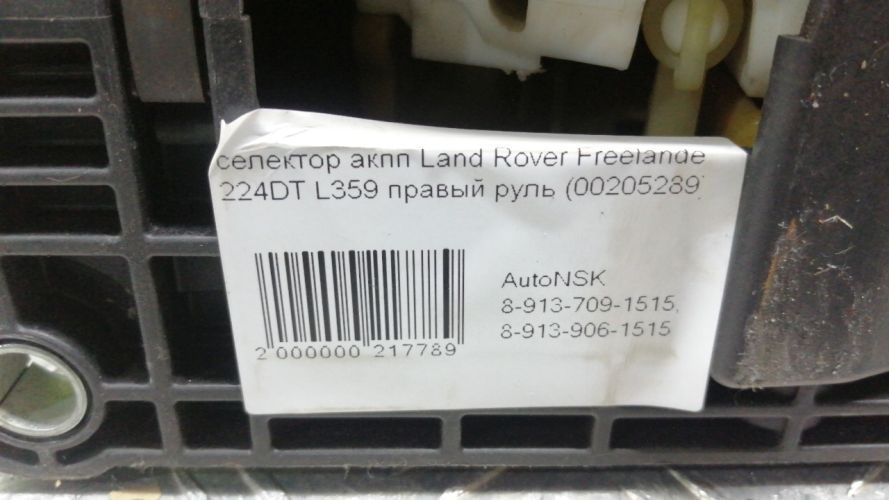 селектор акпп Land Rover Freelande
224DT L359 правый руль (00205289)
AutoNSK
8-913-709-1515,
8-913-906-1515
2 000000 217789